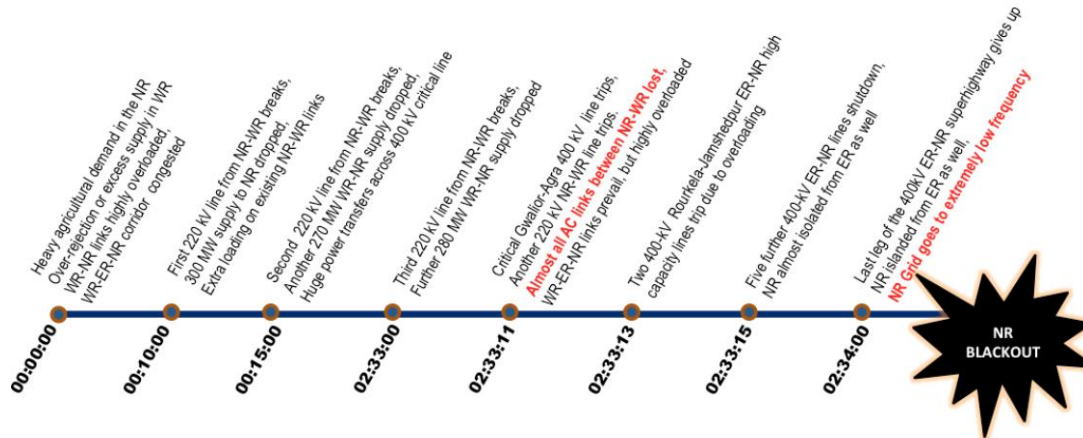 Heavy agricultural demand in the NR
Over-rejection or excess supply in WR
WR-NR links highly overloaded,
WR-ER-NR corridor congested
00:00:00
First 220 kV line from NR-WR breaks,
300 MW supply to NR dropped,
Extra loading on existing NR-WR links
00:10:00
Second 220 kV line from NR-WR breaks,
Another 270 MW WR-NR supply dropped,
Huge power transfers across 400 kV critical line
00:15:00
Third 220 kV line from NR-WR breaks,
Further 280 MW WR-NR supply dropped
02:33:00
Critical Gwalior-Agra 400 kV line trips,
Another 220 kV NR-WR line trips,
Almost all AC links between NR-WR lost,
WR-ER-NR links prevail, but highly overloaded
02:33:11
Two 400-kV Rourkela-Jamshedpur ER-NR high
capacity lines trip due to overloading
02:33:13
Five further 400-kV ER-NR lines shutdown,
NR almost isolated from ER as well
02:33:15
Last leg of the 400kV ER-NR superhighway gives up
NR islanded from ER as well,
NR Grid goes to extremely low frequency
02:34:00
NR
BLACKOUT